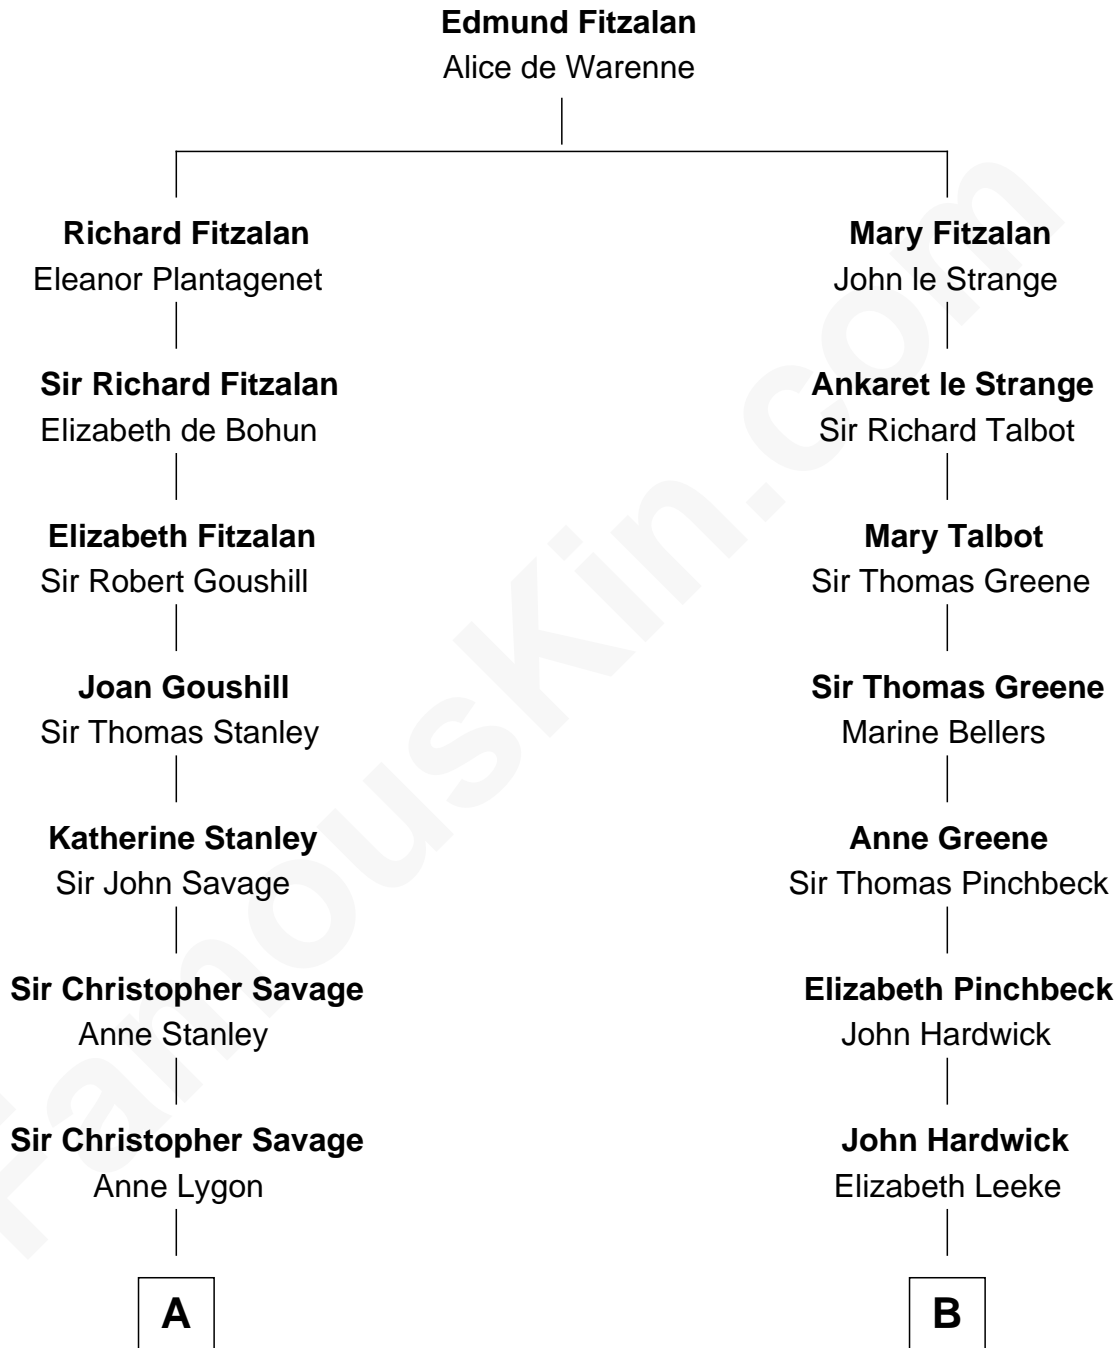 Edmund Fitzalan
Alice de Warenne
Richard Fitzalan
Eleanor Plantagenet
Mary Fitzalan
John le Strange
Sir Richard Fitzalan
Elizabeth de Bohun
Ankaret le Strange
Sir Richard Talbot
Elizabeth Fitzalan
Sir Robert Goushill
Mary Talbot
Sir Thomas Greene
Joan Goushill
Sir Thomas Stanley
Sir Thomas Greene
Marine Bellers
Katherine Stanley
Sir John Savage
Anne Greene
Sir Thomas Pinchbeck
Sir Christopher Savage
Anne Stanley
Elizabeth Pinchbeck
John Hardwick
Sir Christopher Savage
Anne Lygon
John Hardwick
Elizabeth Leeke
A
B
FamousKin.com